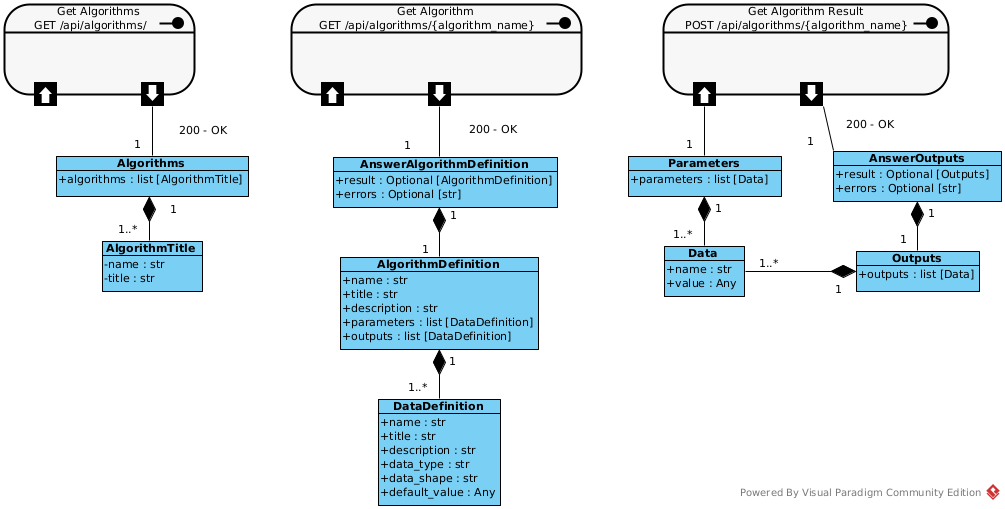 Get Algorithms
GET /api/algorithms/
200 - OK
1
Algorithms
+algorithms : list [AlgorithmTitle]
1
1..*
AlgorithmTitle
-name : str
-title : str
Get Algorithm
GET /api/algorithms/{algorithm_name}
200 - OK
1
AnswerAlgorithmDefinition
+result : Optional [AlgorithmDefinition]
+errors : Optional [str]
1
1
AlgorithmDefinition
+name : str
+title : str
+description : str
+parameters : list [DataDefinition]
+outputs : list [DataDefinition]
1
1..*
DataDefinition
+name : str
+title : str
+description : str
+data_type : str
+data_shape : str
+default_value : Any
Get Algorithm Result
POST /api/algorithms/{algorithm_name}
200 - OK
1
1
Parameters
+parameters : list [Data]
AnswerOutputs
+result : Optional [Outputs]
+errors : Optional [str]
1
1..*
1
1
Data
+name : str
+value : Any
1..*
1
Outputs
+outputs : list [Data]
Powered By Visual Paradigm Community Edition